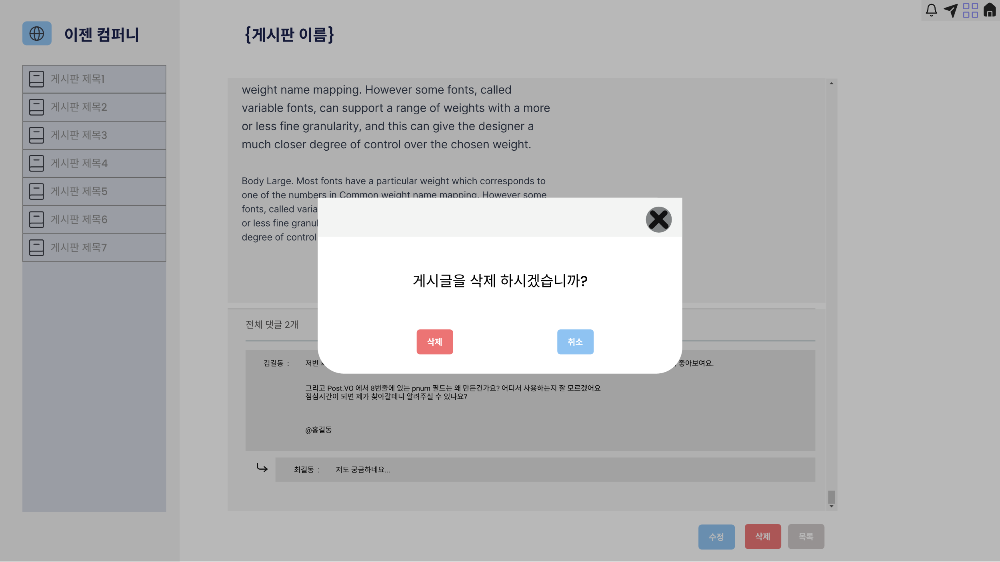 이젠 컴퍼니
{게시판 이름}
게시판 제목1
게시판 제목2
게시판 제목3
게시판 제목4
게시판 제목5
게시판 제목6
게시판 제목7
weight name mapping. However some fonts, called
variable fonts, can support a range of weights with a more
or less fine granularity, and this can give the designer a
much closer degree of control over the chosen weight.
Body Large. Most fonts have a particular weight which corresponds to
one of the numbers in Common weight name mapping. However some
fonts, called
or less fine
degree of control
게시글을 삭제 하시겠습니까?
삭제
취소
전체 댓글 2개
김길동 :
저번
좋아보여요.
그리고 Post.VO 에서 8번줄에 있는 pnum 필드는 왜 만든건가요? 어디서 사용하는지 잘 모르겠어요
점심시간이 되면 제가 찾아갈테니 알려주실 수 있나요?
@홍길동
최길동 : 저도 궁금하네요...
수정
삭제
목록